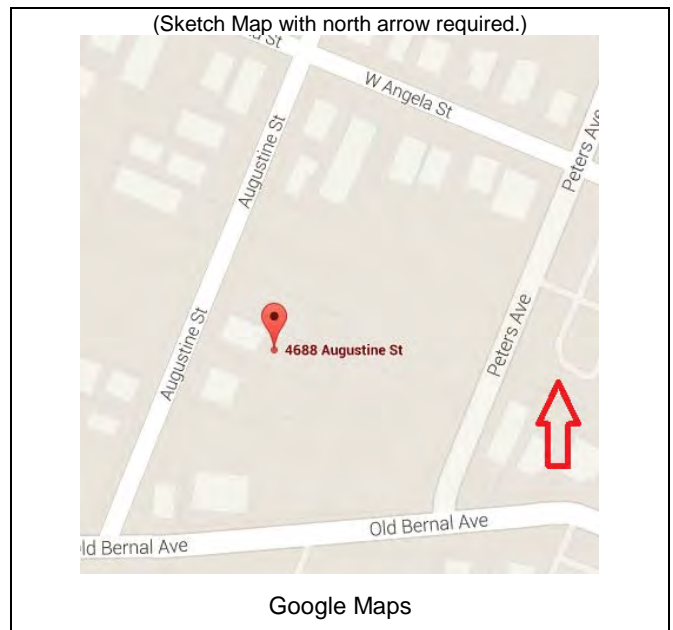 (Sketch Map with north arrow required.)
W Angela St
Augustine St
Peters Ave
Augustine St
4688 Augustine St
Peters Ave
Old Bernal Ave
ld Bernal Ave
Google Maps